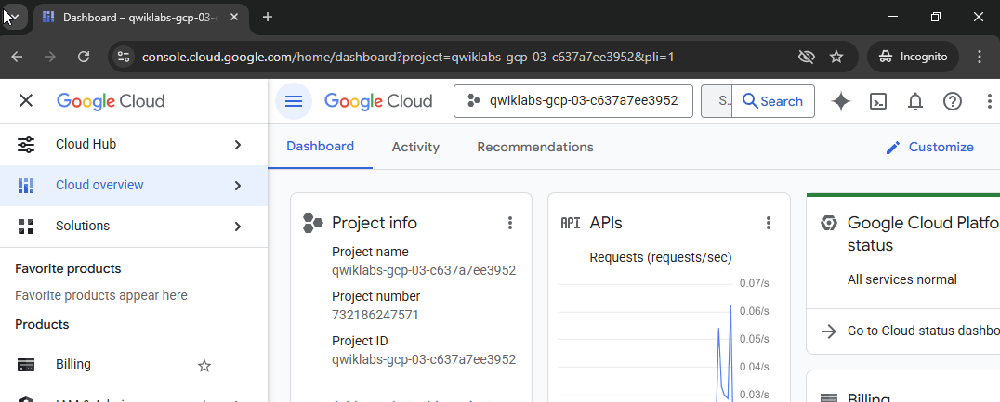 Dashboard – qwiklabs-gcp-03-c
console.cloud.google.com/home/dashboard?project=qwiklabs-gcp-03-c637a7ee3952&pli=1
Incognito
Google Cloud
Google Cloud
qwiklabs-gcp-03-c637a7ee3952
S..
Search
Cloud Hub
Cloud overview
Solutions
Favorite products
Favorite products appear here
Products
Billing
Dashboard
Activity
Recommendations
Customize
Project info
Project name
qwiklabs-gcp-03-c637a7ee3952
Project number
732186247571
Project ID
qwiklabs-gcp-03-c637a7ee3952
API
APIs
Requests (requests/sec)
0.07/s
0.06/s
0.05/s
0.04/s
0.03/s
Google Cloud Platfo
status
All services normal
Go to Cloud status dashbo
Billing